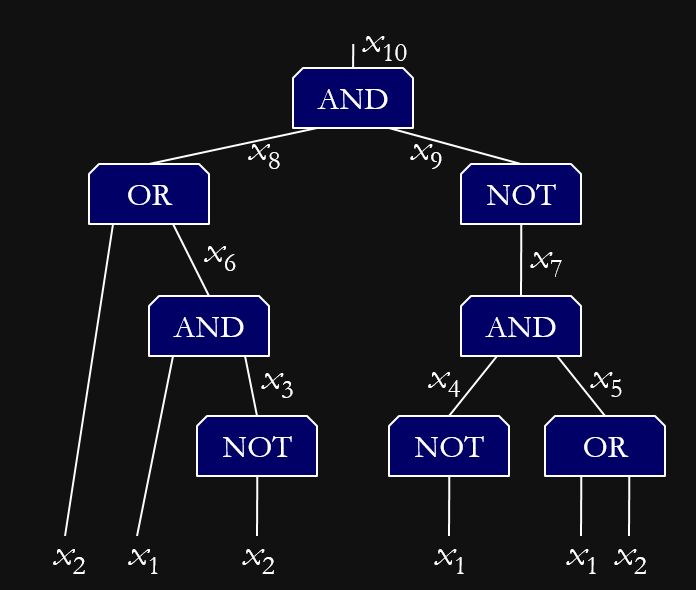 x₁₀
AND
x₈ x₉
OR NOT
x₆ x₇
AND AND
x₃ x₄ x₅
NOT NOT OR
x₂ x₁ x₂ x₁ x₁ x₂